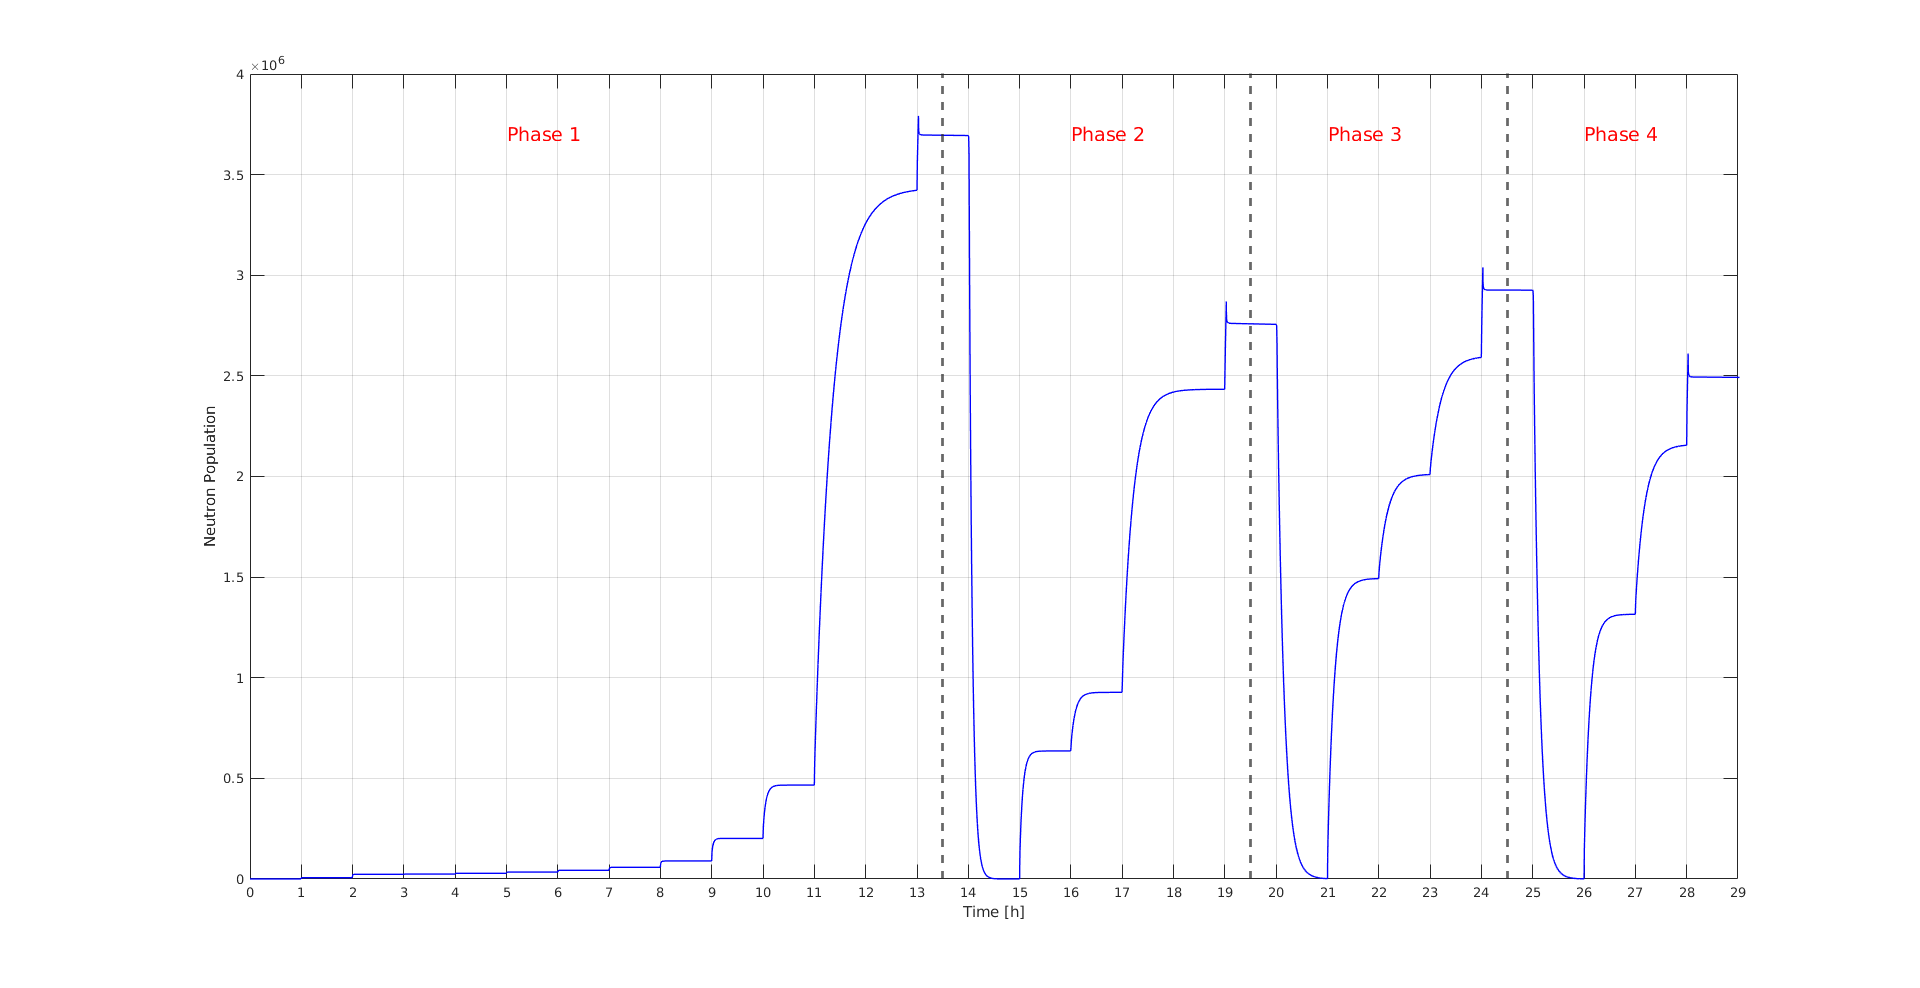 ×10⁶
4
3.5
3
2.5
2
1.5
1
0.5
0
Neutron Population
Phase 1
Phase 2
Phase 3
Phase 4
0 1 2 3 4 5 6 7 8 9 10 11 12 13 14 15 16 17 18 19 20 21 22 23 24 25 26 27 28 29
Time [h]